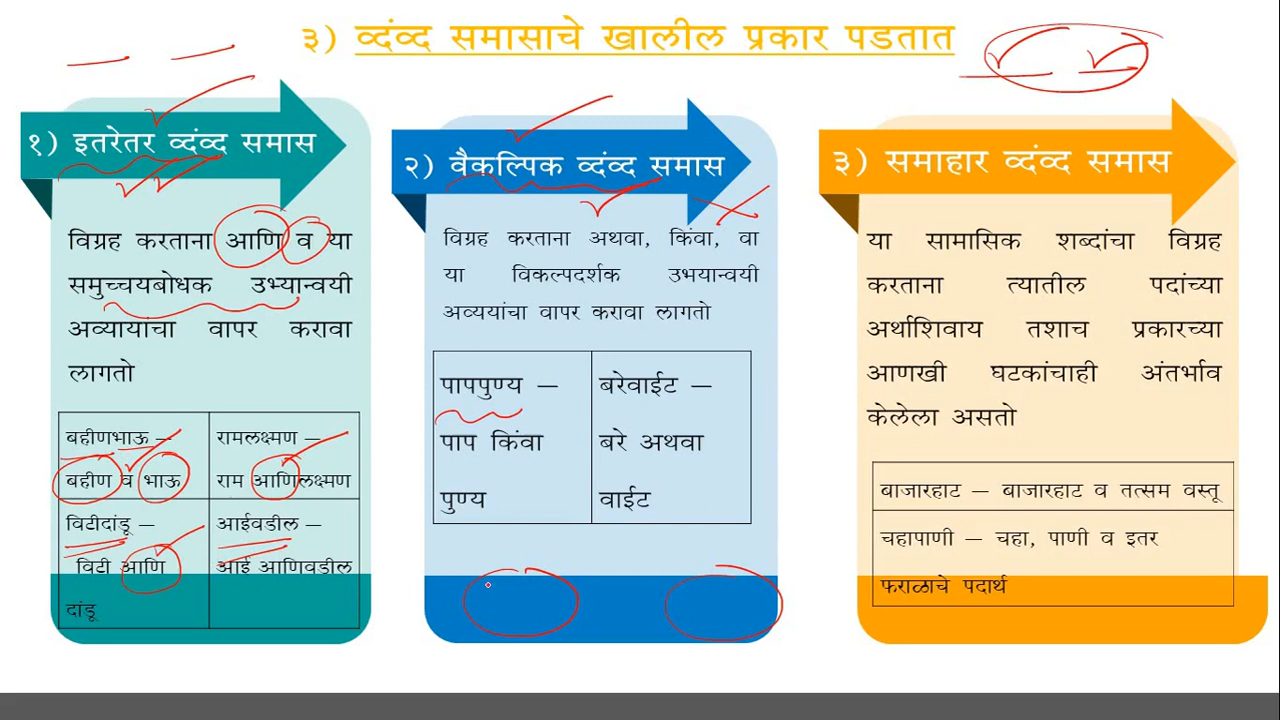 ३) व्दंव्द समासाचे खालील प्रकार पडतात
१) इतरेतर व्दंव्द समास
विग्रह करताना आणि व या
समुच्चयबोधक उभ्यान्वयी
अव्यायांचा वापर करावा
लागतो
बहीणभाऊ –
बहीण व भाऊ
रामलक्ष्मण –
राम आणिलक्ष्मण
विटीदांडू –
विटी आणि
दांडू
आईवडील –
आई आणिवडील
२) वैकल्पिक व्दंव्द समास
विग्रह करताना अथवा, किंवा, वा
या विकल्पदर्शक उभयान्वयी
अव्ययांचा वापर करावा लागतो
पापपुण्य –
पाप किंवा
पुण्य
बरेवाईट –
बरे अथवा
वाईट
३) समाहार व्दंव्द समास
या सामासिक शब्दांचा विग्रह
करताना त्यातील पदांच्या
अर्थाशिवाय तशाच प्रकारच्या
आणखी घटकांचाही अंतर्भाव
केलेला असतो
बाजारहाट – बाजारहाट व तत्सम वस्तू
चहापाणी – चहा, पाणी व इतर
फराळाचे पदार्थ